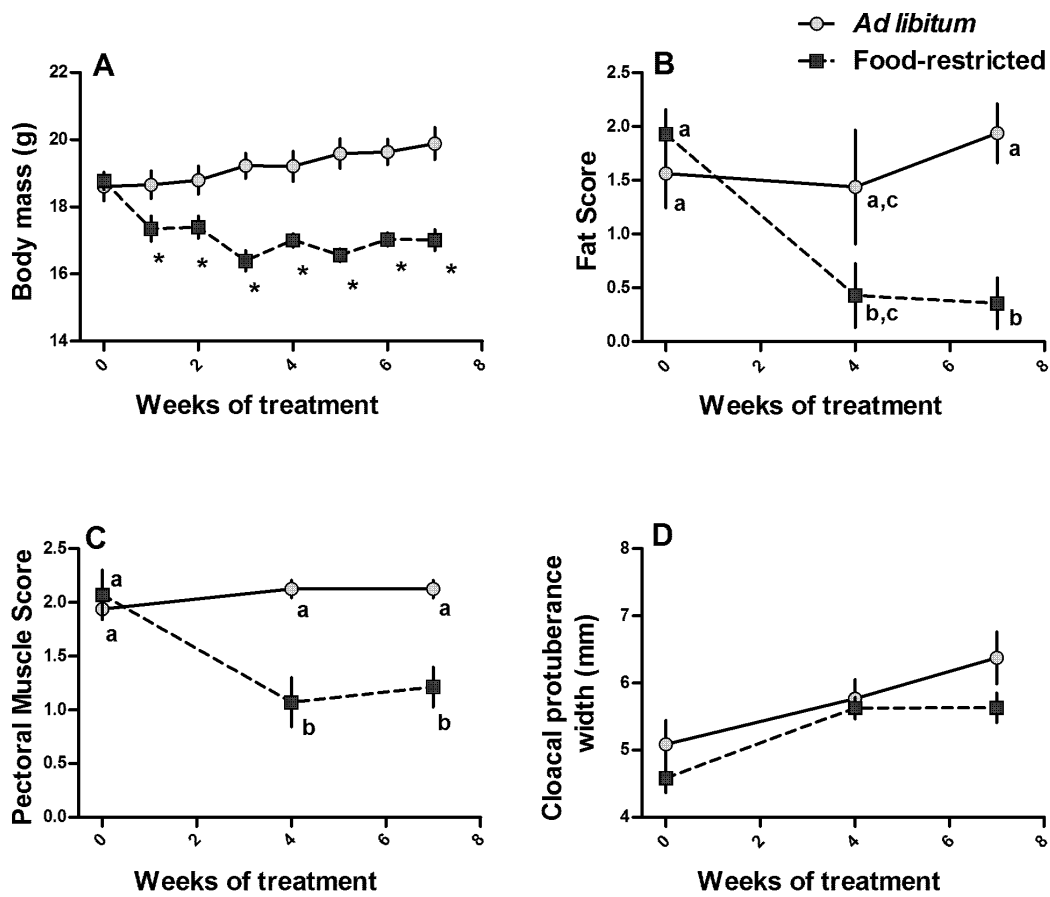 Ad libitum
Food-restricted
A
Body mass (g)
22
20
18
16
14
* * * * * * *
0 2 4 6 8
Weeks of treatment
B
Fat Score
2.5
2.0
1.5
1.0
0.5
0.0
a
a
a,c
a
b,c
b
0 2 4 6 8
Weeks of treatment
C
Pectoral Muscle Score
2.5
2.0
1.5
1.0
0.5
0.0
a
a
a
a
b
b
0 2 4 6 8
Weeks of treatment
D
Cloacal protuberance
width (mm)
8
7
6
5
4
0 2 4 6 8
Weeks of treatment